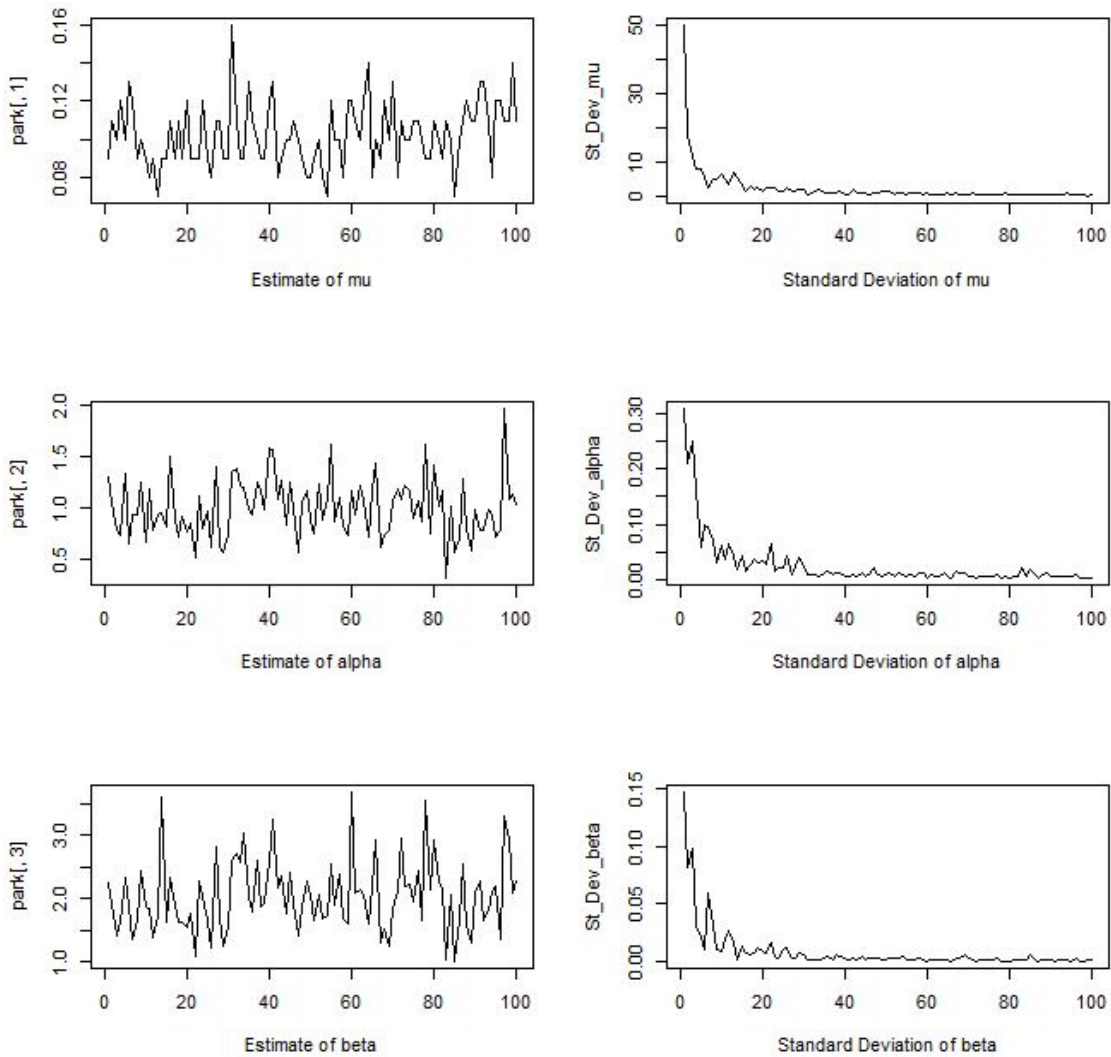 park[, 1]
0.08 0.12 0.16
0 20 40 60 80 100
Estimate of mu
St_Dev_mu
0 10 30 50
0 20 40 60 80 100
Standard Deviation of mu
park[, 2]
0.5 1.0 1.5 2.0
0 20 40 60 80 100
Estimate of alpha
St_Dev_alpha
0.00 0.10 0.20 0.30
0 20 40 60 80 100
Standard Deviation of alpha
park[, 3]
1.0 2.0 3.0
0 20 40 60 80 100
Estimate of beta
St_Dev_beta
0.00 0.05 0.10 0.15
0 20 40 60 80 100
Standard Deviation of beta